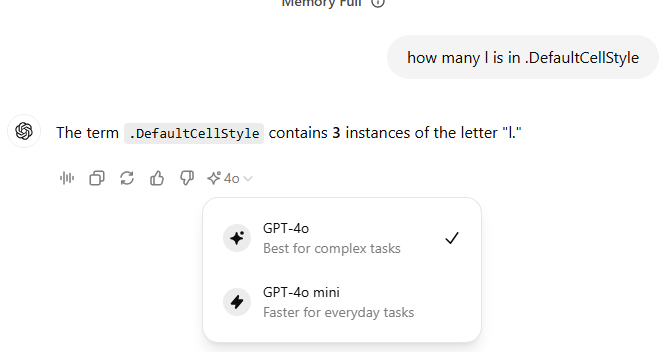 Memory Full
how many l is in .DefaultCellStyle
The term .DefaultCellStyle contains 3 instances of the letter "l."
4o
GPT-4o
Best for complex tasks
GPT-4o mini
Faster for everyday tasks